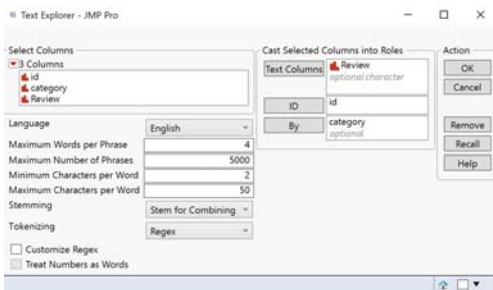 Text Explorer - JMP Pro
Select Columns
3 Columns
id
category
Review
Cast Selected Columns into Roles
Text Columns
Review
optional character
ID
id
By
category
optional
Action
OK
Cancel
Remove
Recall
Help
Language
English
Maximum Words per Phrase
4
Maximum Number of Phrases
5000
Minimum Characters per Word
2
Maximum Characters per Word
50
Stemming
Stem for Combining
Tokenizing
Regex
Customize Regex
Treat Numbers as Words